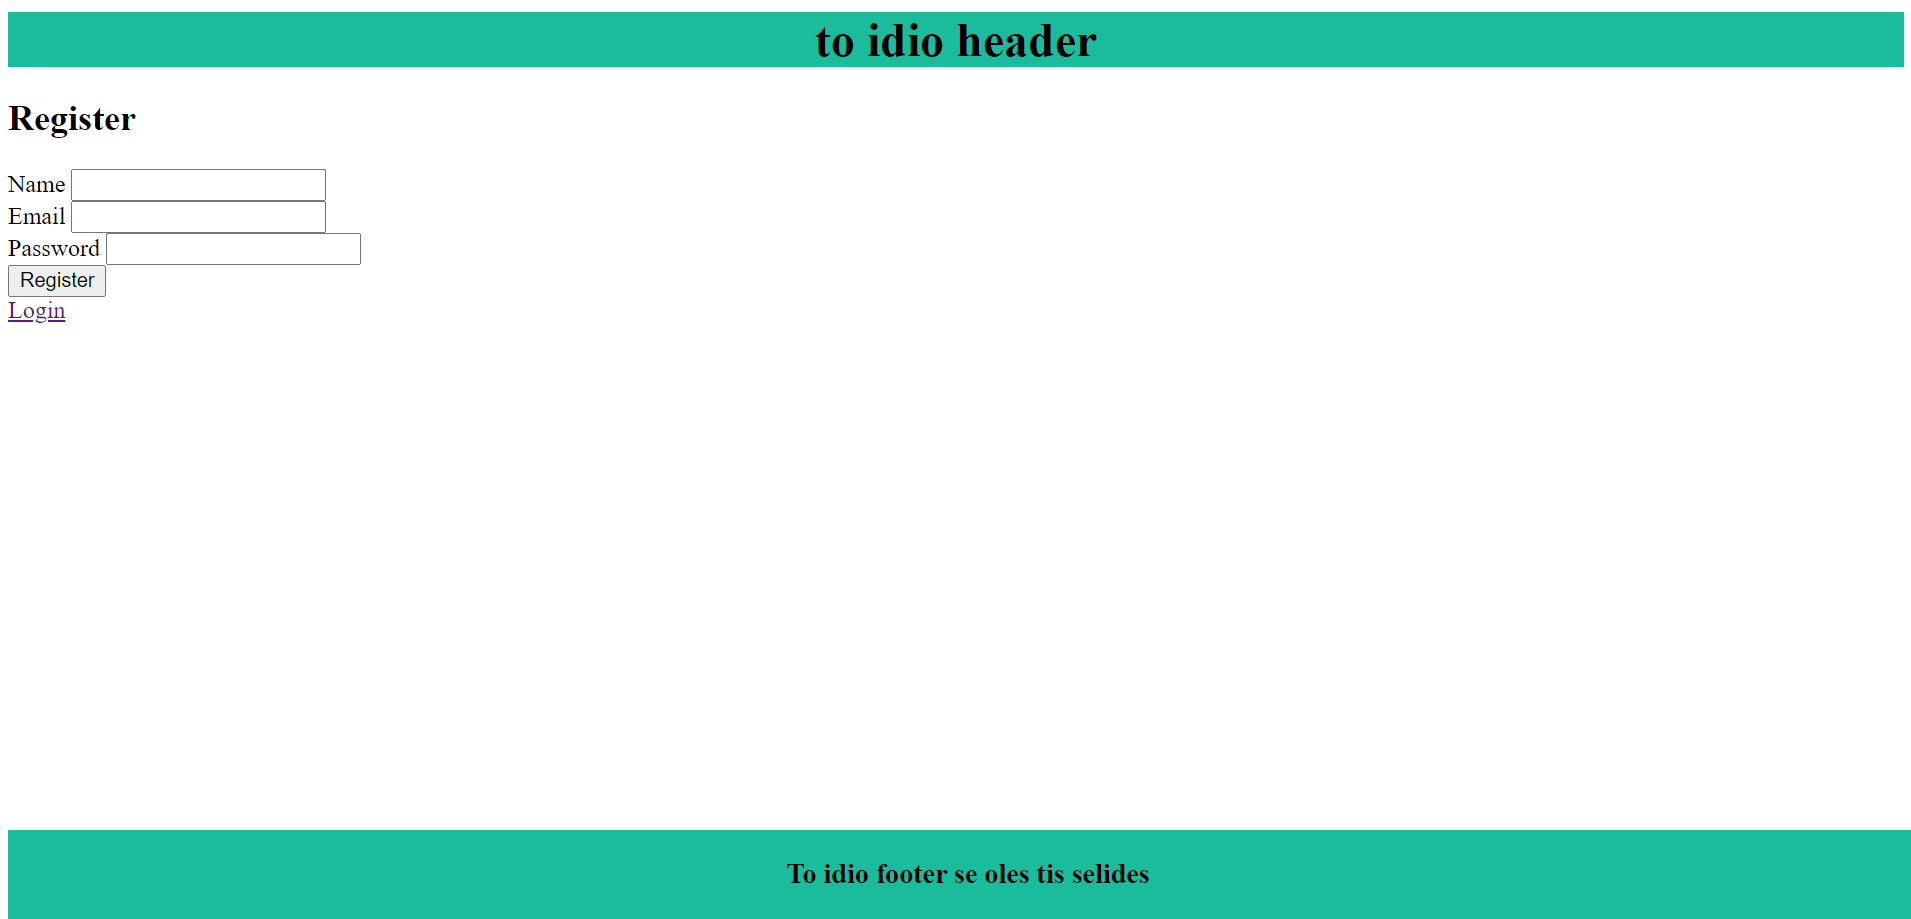 to idio header
Register
Name
Email
Password
Register
Login
To idio footer se oles tis selides